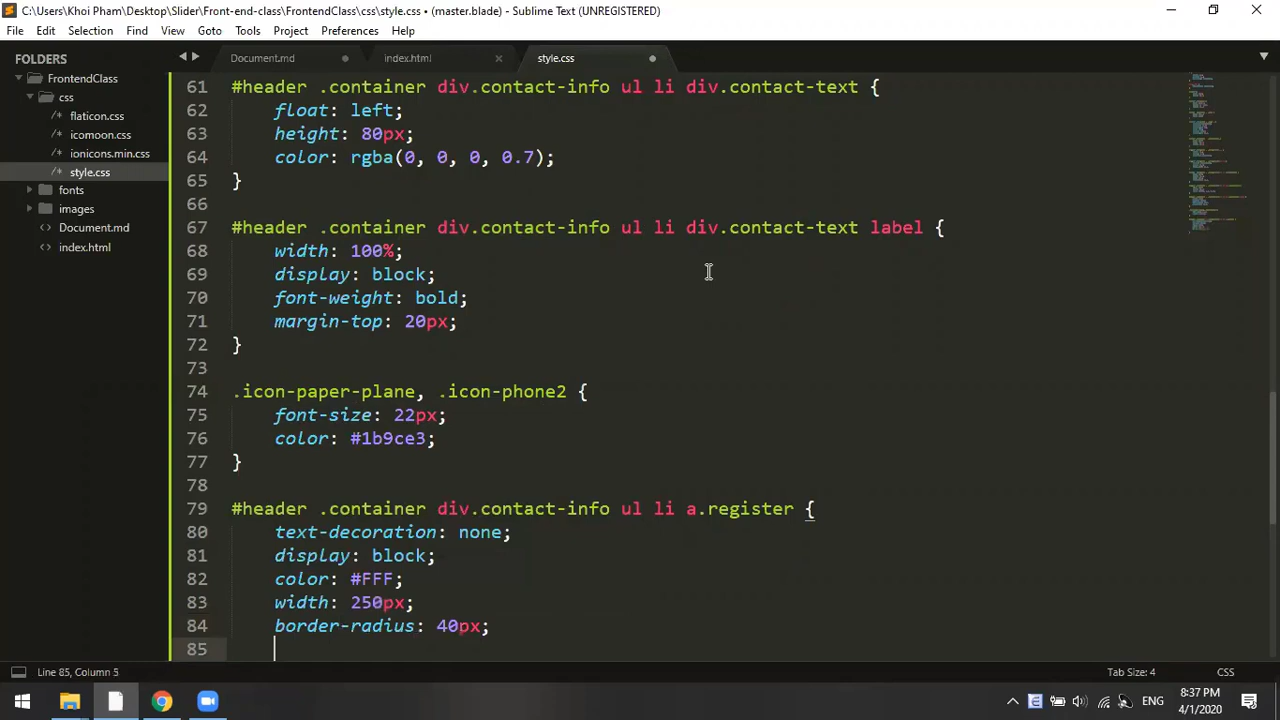 C:\Users\Khoi Pham\Desktop\Slider\Front-end-class\FrontendClass\css\style.css • (master.blade) - Sublime Text (UNREGISTERED)
File Edit Selection Find View Goto Tools Project Preferences Help
FOLDERS
FrontendClass
css
/* flaticon.css
/* icomoon.css
/* ionicons.min.css
/* style.css
fonts
images
Document.md
index.html
Document.md index.html style.css
61 #header .container div.contact-info ul li div.contact-text {
62 float: left;
63 height: 80px;
64 color: rgba(0, 0, 0, 0.7);
65 }
66
67 #header .container div.contact-info ul li div.contact-text label {
68 width: 100%;
69 display: block;
70 font-weight: bold;
71 margin-top: 20px;
72 }
73
74 .icon-paper-plane, .icon-phone2 {
75 font-size: 22px;
76 color: #1b9ce3;
77 }
78
79 #header .container div.contact-info ul li a.register {
80 text-decoration: none;
81 display: block;
82 color: #FFF;
83 width: 250px;
84 border-radius: 40px;
85
Line 85, Column 5 Tab Size: 4 CSS
ENG
8:37 PM
4/1/2020